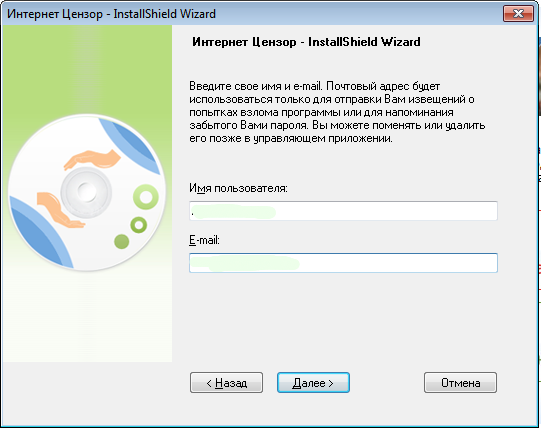 Интернет Цензор - InstallShield Wizard
Интернет Цензор - InstallShield Wizard
Введите свое имя и e-mail. Почтовый адрес будет
использоваться только для отправки Вам извещений о
попытках взлома программы или для напоминания
забытого Вами пароля. Вы можете поменять или удалить
его позже в управляющем приложении.
Имя пользователя:
.
E-mail:
< Назад
Далее >
Отмена